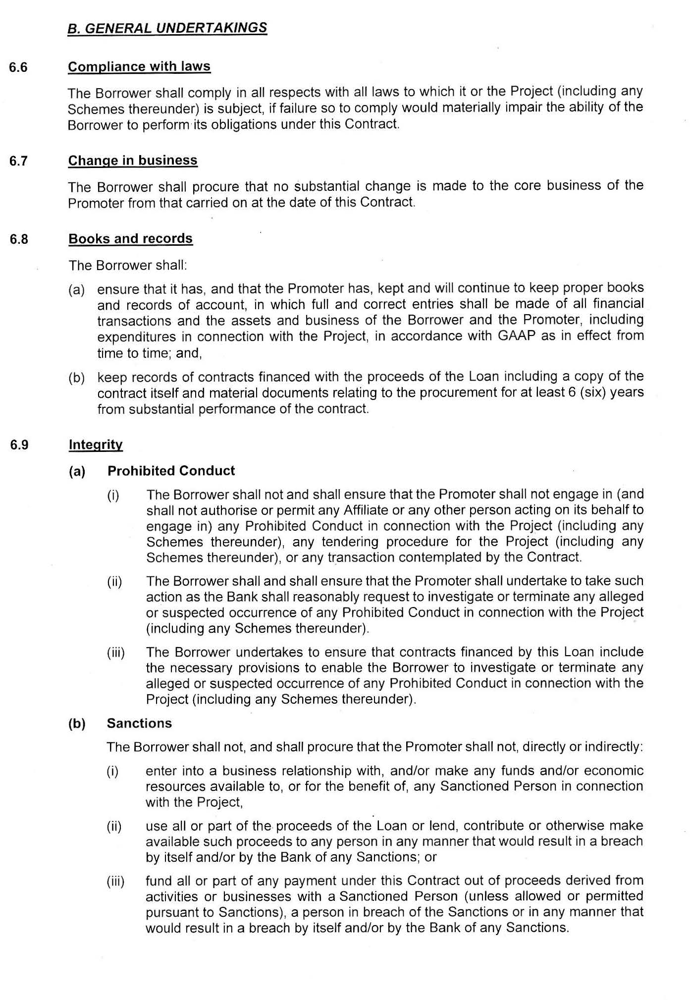 B. GENERAL UNDERTAKINGS
6.6 Compliance with laws
The Borrower shall comply in all respects with all laws to which it or the Project (including any
Schemes thereunder) is subject, if failure so to comply would materially impair the ability of the
Borrower to perform its obligations under this Contract.
6.7 Change in business
The Borrower shall procure that no substantial change is made to the core business of the
Promoter from that carried on at the date of this Contract.
6.8 Books and records
The Borrower shall:
(a) ensure that it has, and that the Promoter has, kept and will continue to keep proper books
and records of account, in which full and correct entries shall be made of all financial
transactions and the assets and business of the Borrower and the Promoter, including
expenditures in connection with the Project, in accordance with GAAP as in effect from
time to time; and,
(b) keep records of contracts financed with the proceeds of the Loan including a copy of the
contract itself and material documents relating to the procurement for at least 6 (six) years
from substantial performance of the contract.
6.9 Integrity
(a) Prohibited Conduct
(i) The Borrower shall not and shall ensure that the Promoter shall not engage in (and
shall not authorise or permit any Affiliate or any other person acting on its behalf to
engage in) any Prohibited Conduct in connection with the Project (including any
Schemes thereunder), any tendering procedure for the Project (including any
Schemes thereunder), or any transaction contemplated by the Contract.
(ii) The Borrower shall and shall ensure that the Promoter shall undertake to take such
action as the Bank shall reasonably request to investigate or terminate any alleged
or suspected occurrence of any Prohibited Conduct in connection with the Project
(including any Schemes thereunder).
(iii) The Borrower undertakes to ensure that contracts financed by this Loan include
the necessary provisions to enable the Borrower to investigate or terminate any
alleged or suspected occurrence of any Prohibited Conduct in connection with the
Project (including any Schemes thereunder).
(b) Sanctions
The Borrower shall not, and shall procure that the Promoter shall not, directly or indirectly:
(i) enter into a business relationship with, and/or make any funds and/or economic
resources available to, or for the benefit of, any Sanctioned Person in connection
with the Project,
(ii) use all or part of the proceeds of the Loan or lend, contribute or otherwise make
available such proceeds to any person in any manner that would result in a breach
by itself and/or by the Bank of any Sanctions; or
(iii) fund all or part of any payment under this Contract out of proceeds derived from
activities or businesses with a Sanctioned Person (unless allowed or permitted
pursuant to Sanctions), a person in breach of the Sanctions or in any manner that
would result in a breach by itself and/or by the Bank of any Sanctions.